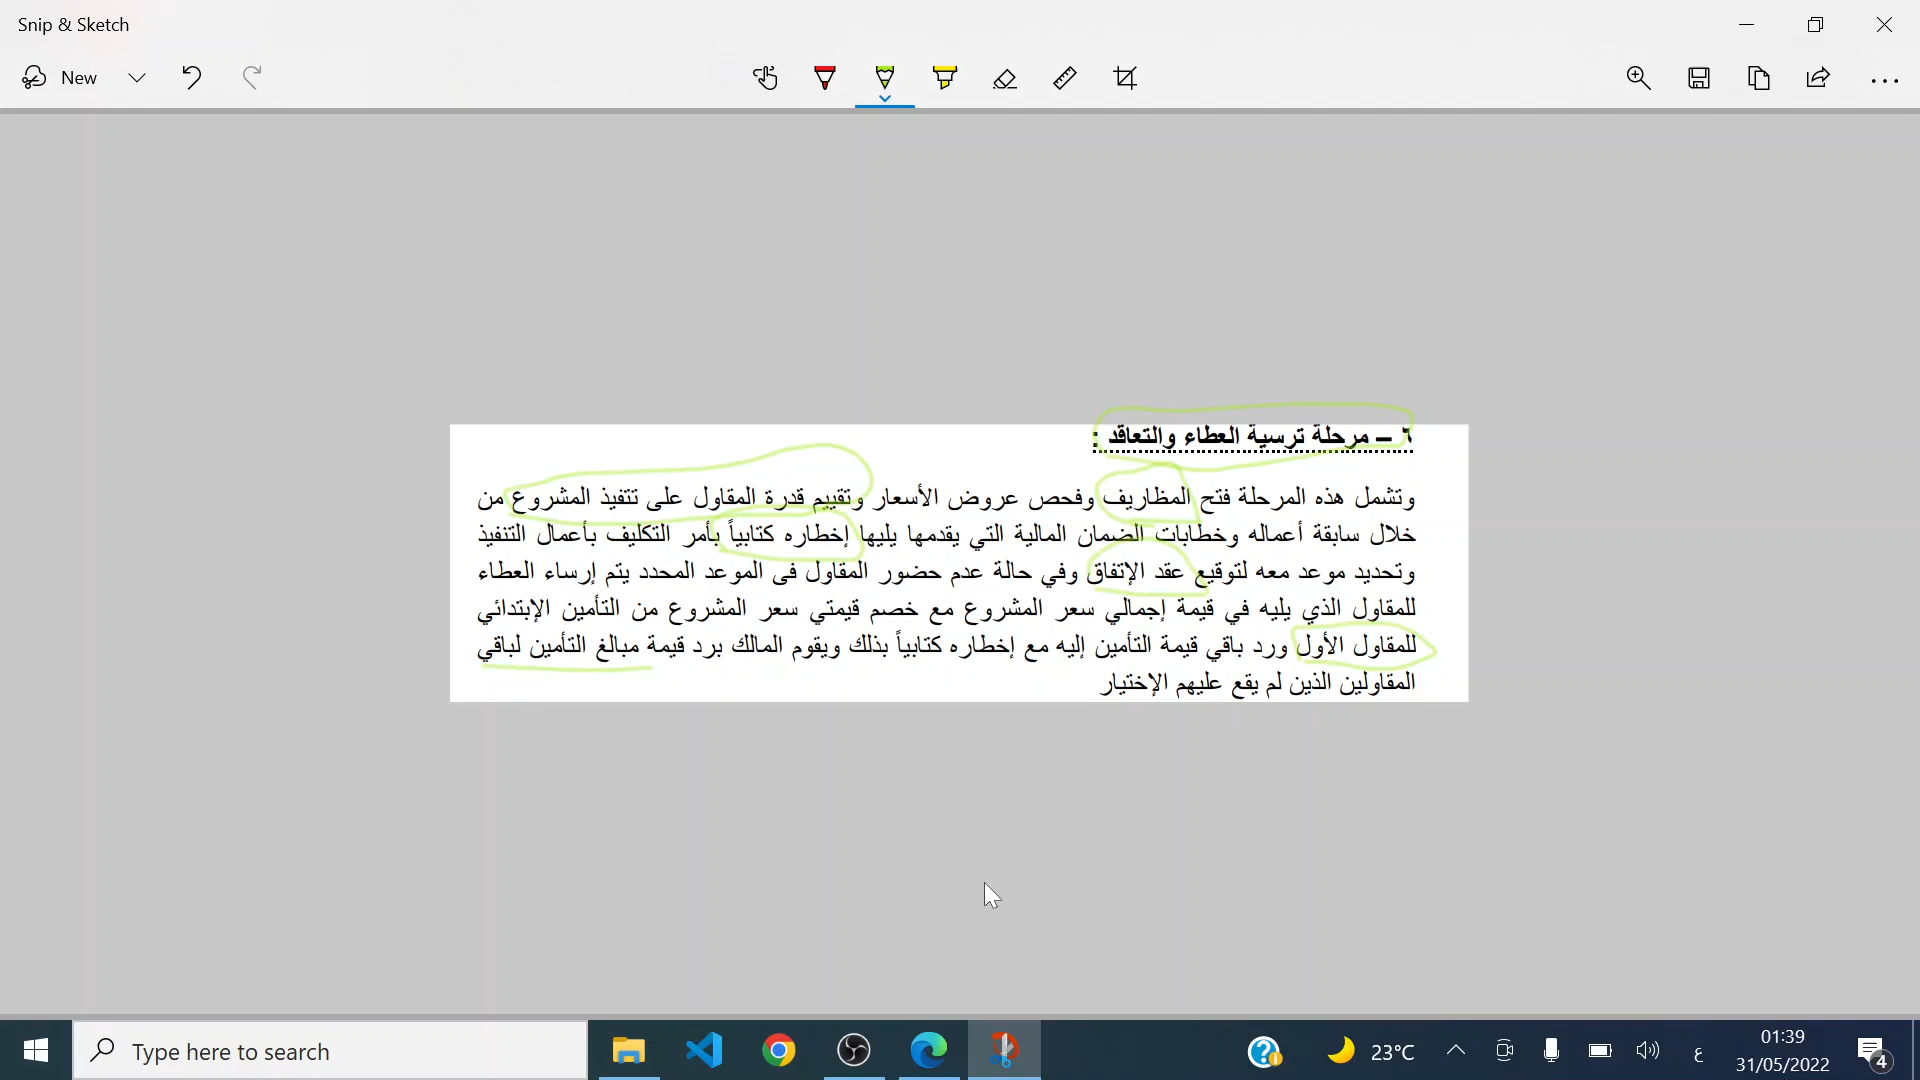 Snip & Sketch
New
٦ – مرحلة ترسية العطاء والتعاقد :
وتشمل هذه المرحلة فتح المظاريف وفحص عروض الأسعار وتقييم قدرة المقاول على تنفيذ المشروع من
خلال سابقة أعماله وخطابات الضمان المالية التي يقدمها يليها إخطاره كتابياً بأمر التكليف بأعمال التنفيذ
وتحديد موعد معه لتوقيع عقد الإتفاق وفي حالة عدم حضور المقاول فى الموعد المحدد يتم إرساء العطاء
للمقاول الذي يليه في قيمة إجمالي سعر المشروع مع خصم قيمتي سعر المشروع من التأمين الإبتدائي
للمقاول الأول ورد باقي قيمة التأمين إليه مع إخطاره كتابياً بذلك ويقوم المالك برد قيمة مبالغ التأمين لباقي
المقاولين الذين لم يقع عليهم الإختيار
Type here to search
23°C
ع
01:39
31/05/2022
4